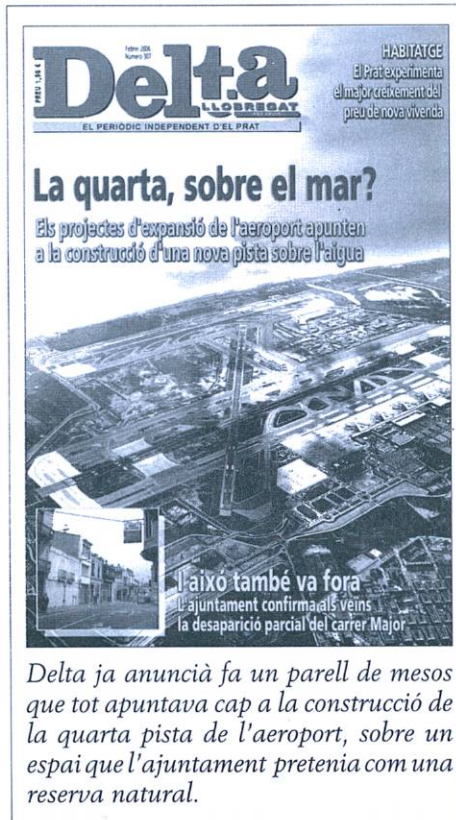 Febrer 2006
Número 307
PREU 1,86 €
Delta
LLOBREGAT
EL PERIÒDIC INDEPENDENT D'EL PRAT
HABITATGE
El Prat experimenta
el major creixement del
preu de nova vivenda
La quarta, sobre el mar?
Els projectes d'expansió de l'aeroport apunten
a la construcció d'una nova pista sobre l'aigua
I això també va fora
L'ajuntament confirma als veïns
la desaparició parcial del carrer Major
Delta ja anuncià fa un parell de mesos
que tot apuntava cap a la construcció de
la quarta pista de l'aeroport, sobre un
espai que l'ajuntament pretenia com una
reserva natural.